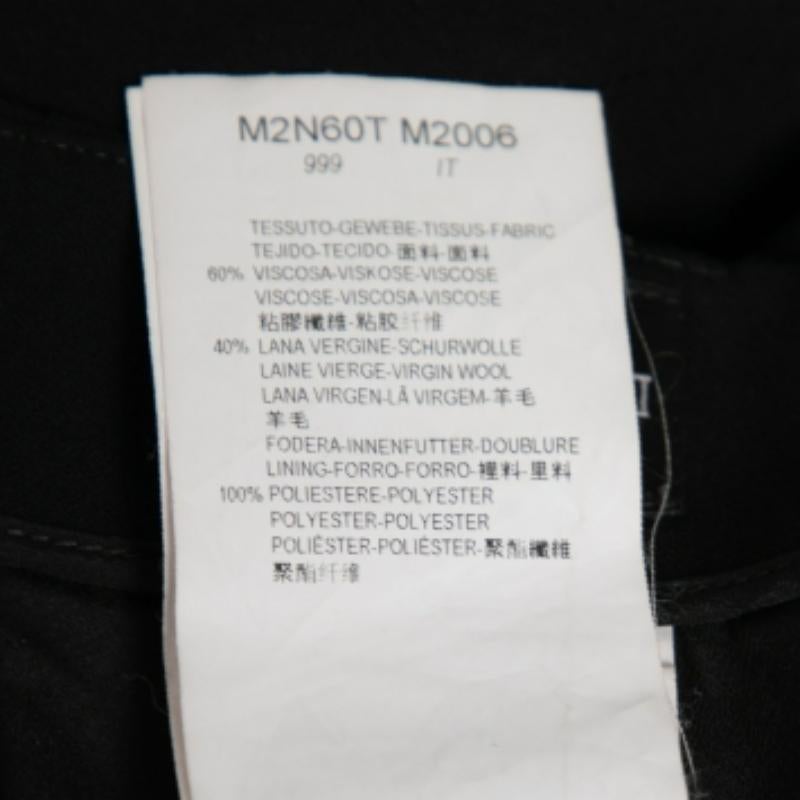 M2N60T M2006
999 IT
TESSUTO-GEWEBE-TISSUS-FABRIC
TEJIDO-TECIDO-面料-面料
60% VISCOSA-VISKOSE-VISCOSE
VISCOSE-VISCOSA-VISCOSE
粘膠纖維-粘胶纤维
40% LANA VERGINE-SCHURWOLLE
LAINE VIERGE-VIRGIN WOOL
LANA VIRGEN-LÃ VIRGEM-羊毛
羊毛
FODERA-INNENFUTTER-DOUBLURE
LINING-FORRO-FORRO-裡料-里料
100% POLIESTERE-POLYESTER
POLYESTER-POLYESTER
POLIÉSTER-POLIÉSTER-聚酯纖維
聚酯纤维